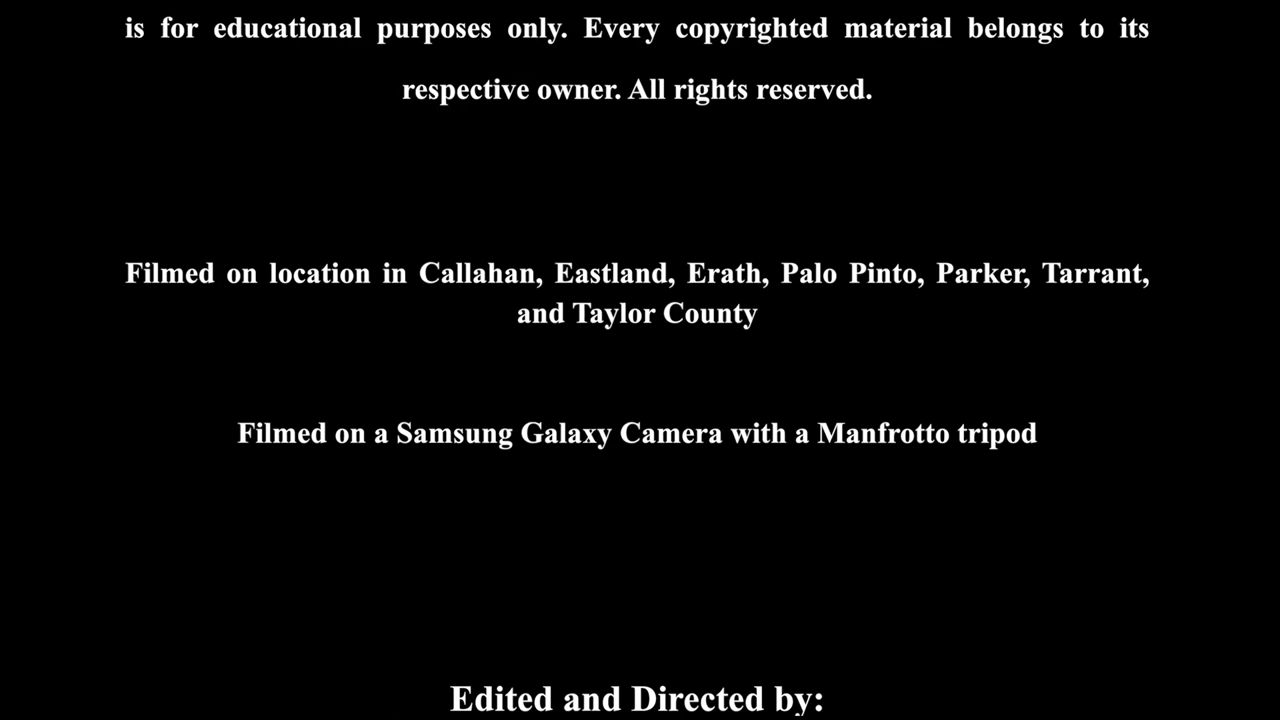 is for educational purposes only. Every copyrighted material belongs to its
respective owner. All rights reserved.
Filmed on location in Callahan, Eastland, Erath, Palo Pinto, Parker, Tarrant,
and Taylor County
Filmed on a Samsung Galaxy Camera with a Manfrotto tripod
Edited and Directed by: